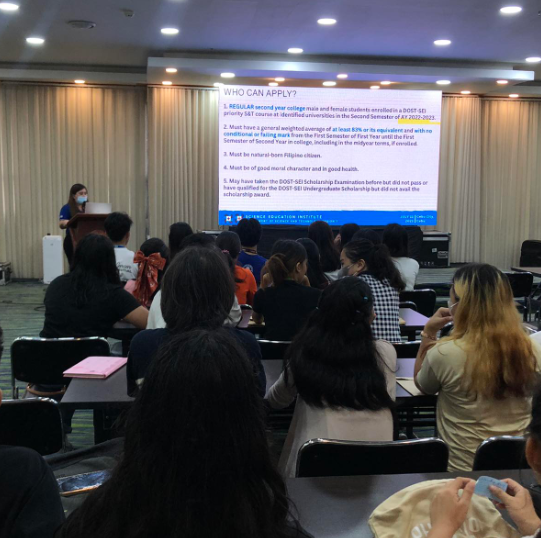 WHO CAN APPLY?
1. REGULAR second year college male and female students enrolled in a DOST-SEI
priority S&T course at identified universities is the Second Semester of AY 2022-2023.
2. Must have a general weighted average of at least 83% or its equivalent and with no
conditional or failing mark from the First Semester of First Year until the first
Semester of Second Year in college, including in the midyear terms, if enrolled.
3. Must be natural-born Filipino citizen.
4. Must be of good moral character and in good health.
5. May have taken the DOST-SEI Scholarship Examination before but did not pass or
have qualified for the DOST-SEI Undergraduate Scholarship but did not avail the
scholarship award.
SCIENCE EDUCATION INSTITUTE